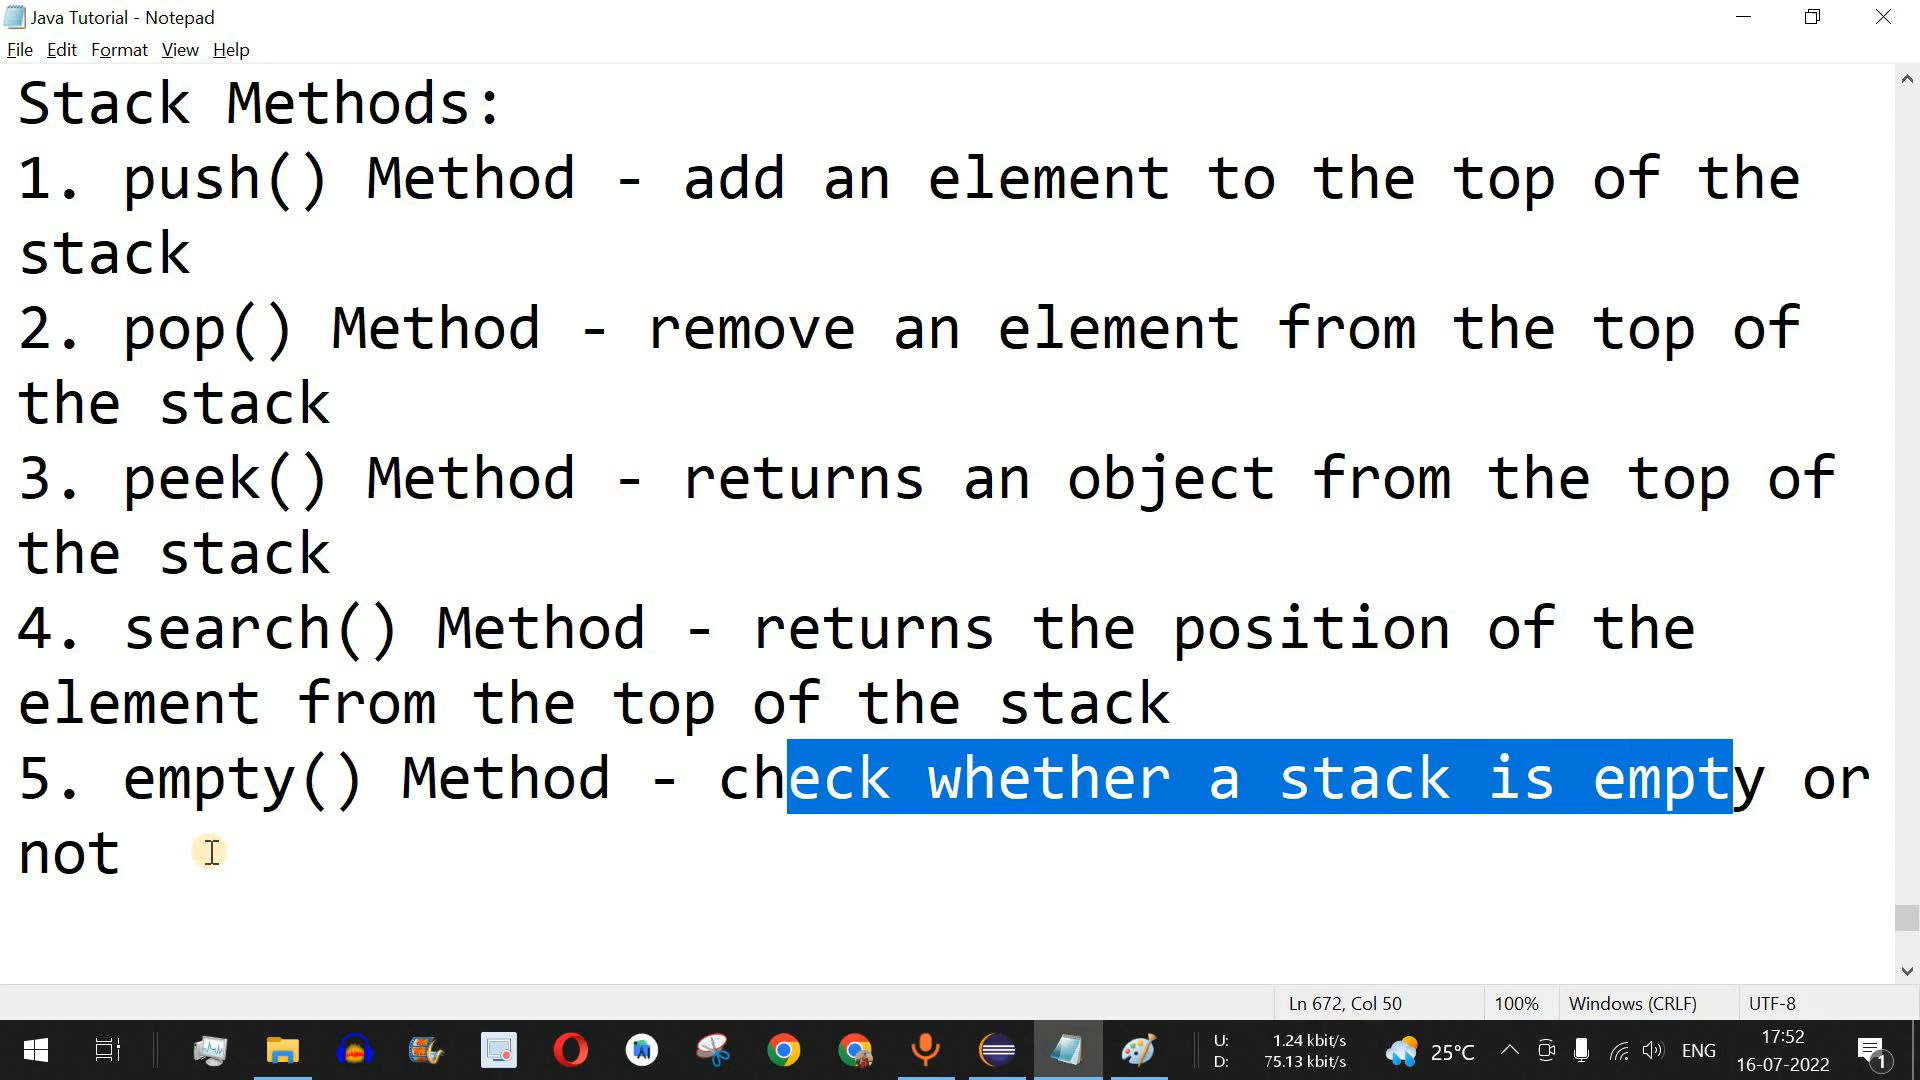 Java Tutorial - Notepad
File Edit Format View Help
Stack Methods:
1. push() Method - add an element to the top of the
stack
2. pop() Method - remove an element from the top of
the stack
3. peek() Method - returns an object from the top of
the stack
4. search() Method - returns the position of the
element from the top of the stack
5. empty() Method - check whether a stack is empty or
not
Ln 672, Col 50 100% Windows (CRLF) UTF-8
U: 1.24 kbit/s
D: 75.13 kbit/s
25°C
ENG
17:52
16-07-2022
1